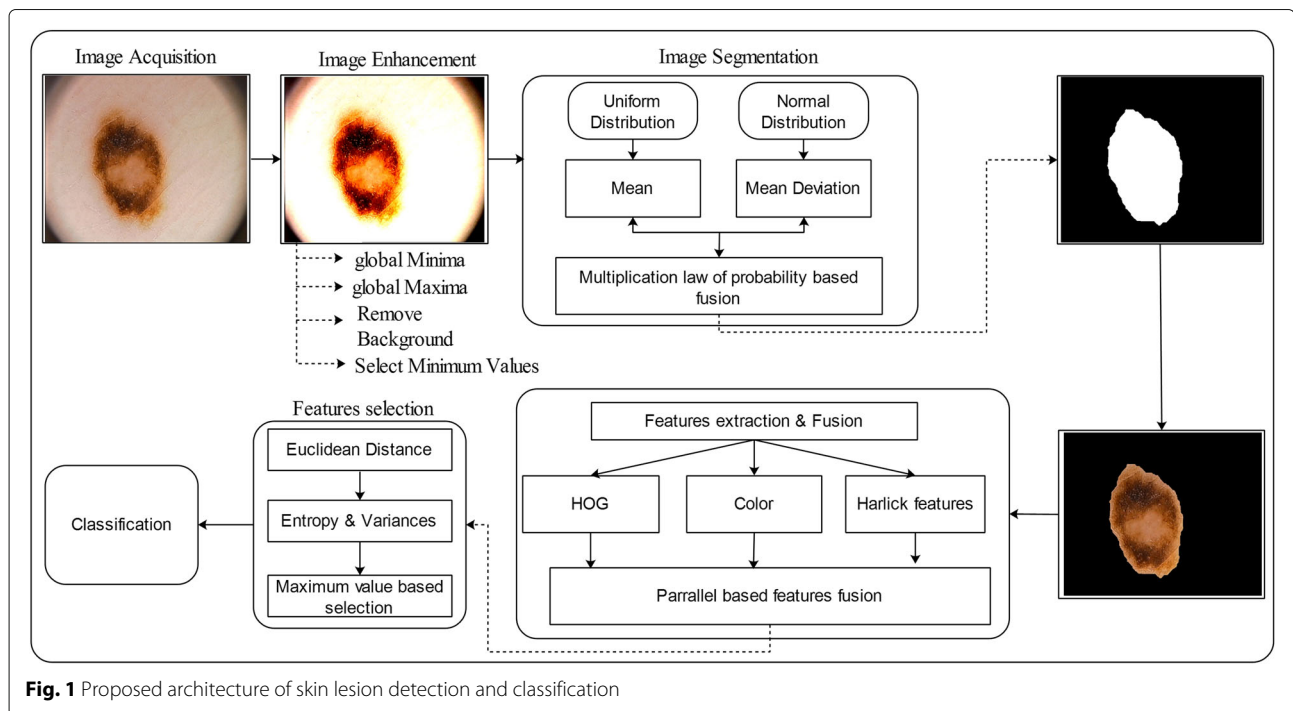 Image Acquisition
Image Enhancement
global Minima
global Maxima
Remove
Background
Select Minimum Values
Image Segmentation
Uniform
Distribution
Normal
Distribution
Mean
Mean Deviation
Multiplication law of probability based
fusion
Features extraction & Fusion
HOG
Color
Harlick features
Parrallel based features fusion
Features selection
Euclidean Distance
Entropy & Variances
Maximum value based
selection
Classification
Fig. 1 Proposed architecture of skin lesion detection and classification